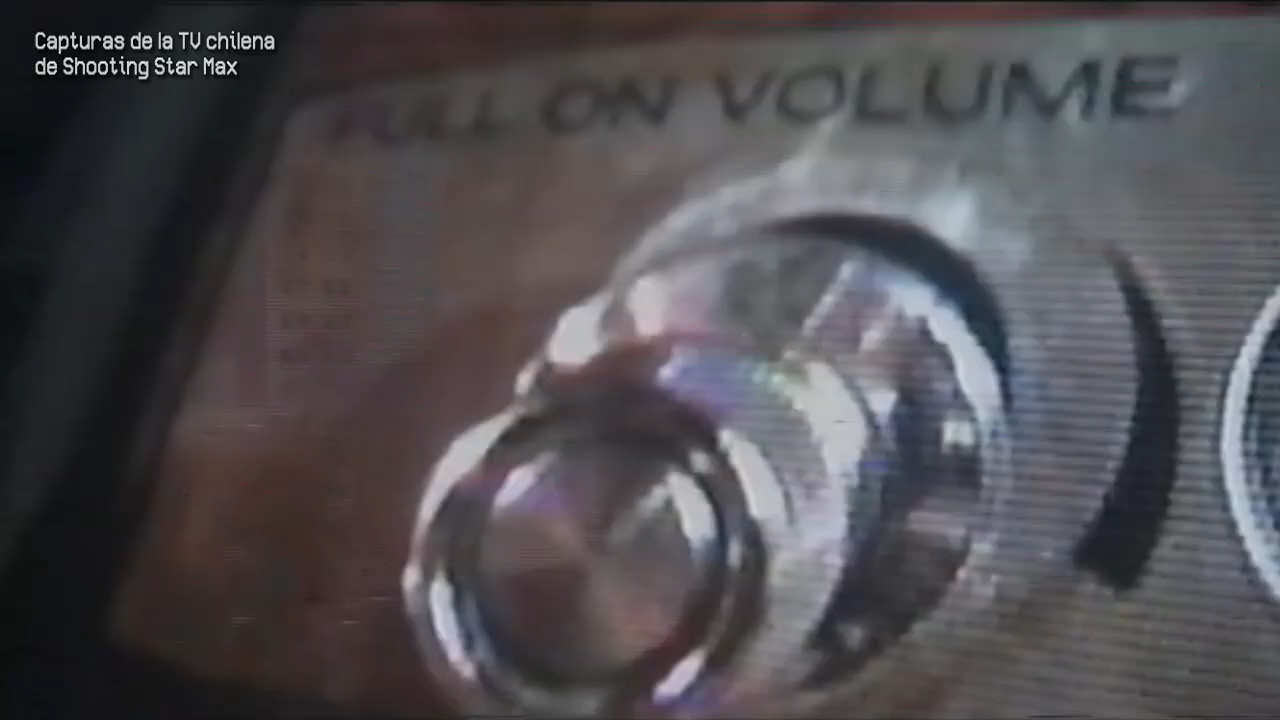 Capturas de la TV chilena
de Shooting Star Max
FULL ON VOLUME